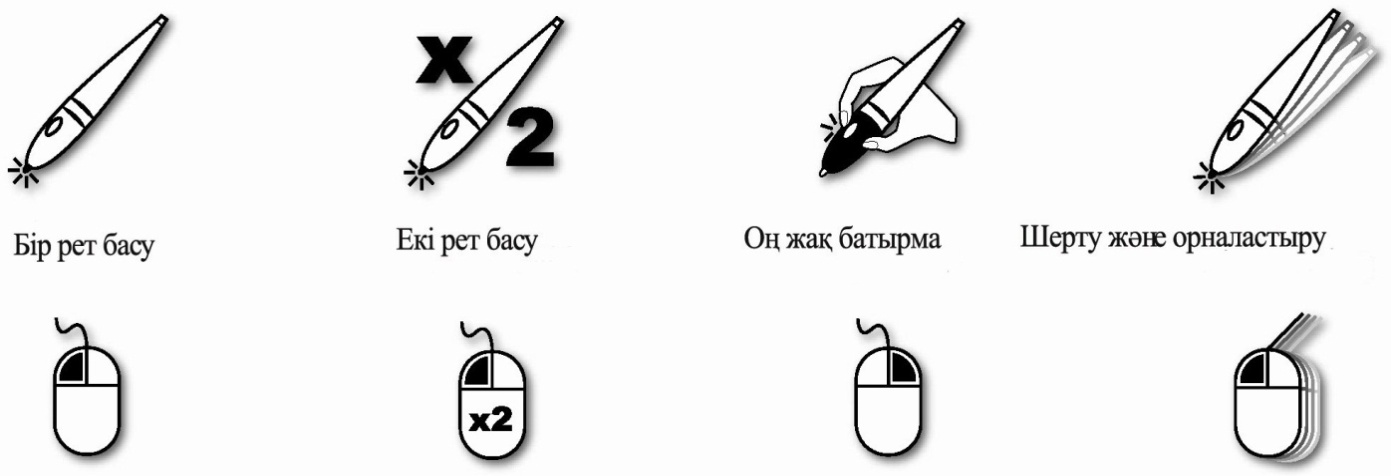 x
2
Бір рет басу
Екі рет басу
Оң жақ батырма
Шерту және орналастыру
x2